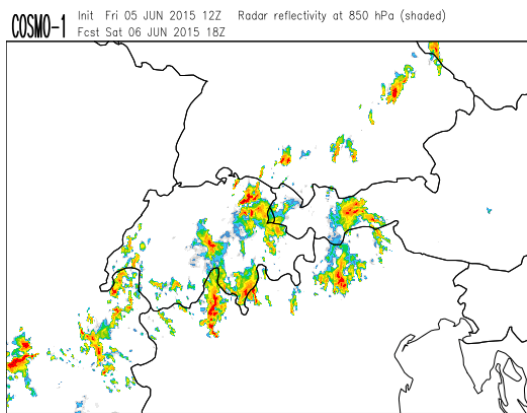 COSMO-1
Init Fri 05 JUN 2015 12Z Radar reflectivity at 850 hPa (shaded)
Fcst Sat 06 JUN 2015 18Z